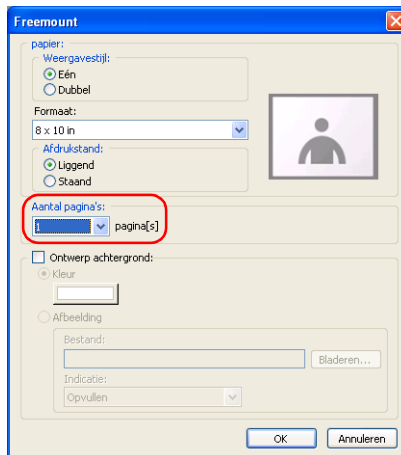 Freemount
papier:
Weergavestijl:
Eén
Dubbel
Formaat:
8 x 10 in
Afdrukstand:
Liggend
Staand
Aantal pagina's:
1 pagina[s]
Ontwerp achtergrond:
Kleur
Afbeelding
Bestand:
Bladeren...
Indicatie:
Opvullen
OK Annuleren